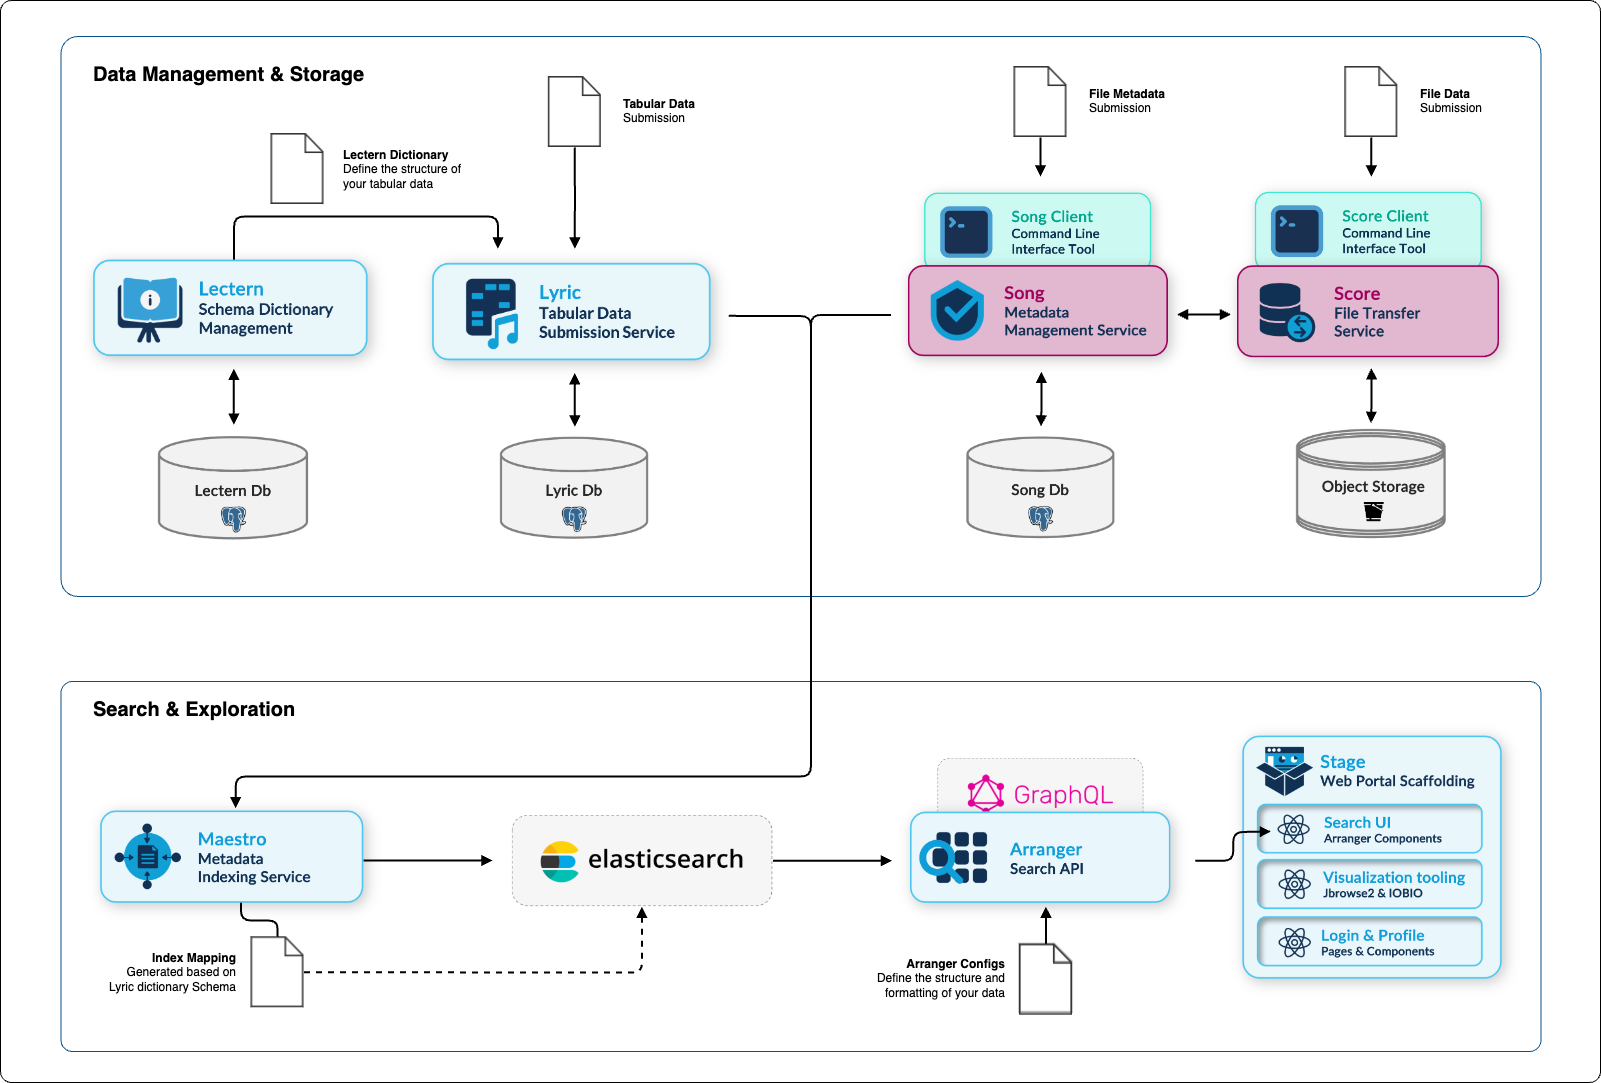 Data Management & Storage
Tabular Data
Submission
File Metadata
Submission
File Data
Submission
Lectern Dictionary
Define the structure of
your tabular data
Song Client
Command Line
Interface Tool
Score Client
Command Line
Interface Tool
Lectern
Schema Dictionary
Management
Lyric
Tabular Data
Submission Service
Song
Metadata
Management Service
Score
File Transfer
Service
Lectern Db
Lyric Db
Song Db
Object Storage
Search & Exploration
Maestro
Metadata
Indexing Service
elasticsearch
GraphQL
Arranger
Search API
Stage
Web Portal Scaffolding
Search UI
Arranger Components
Visualization tooling
Jbrowse2 & IOBIO
Login & Profile
Pages & Components
Index Mapping
Generated based on
Lyric dictionary Schema
Arranger Configs
Define the structure and
formatting of your data